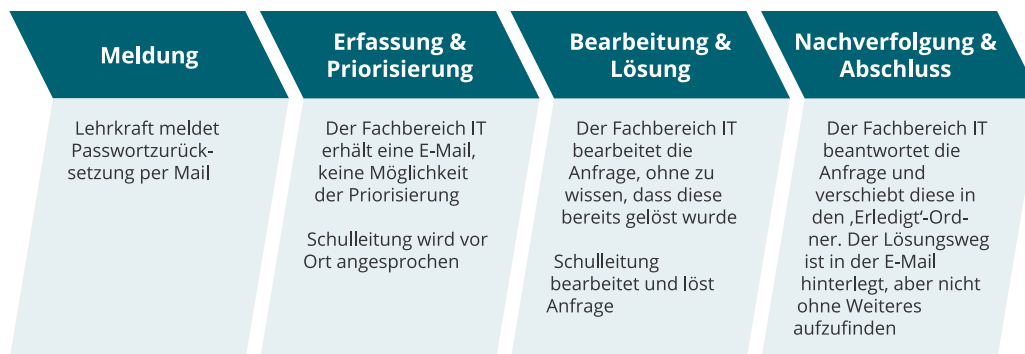 Meldung
Lehrkraft meldet
Passwortzurück-
setzung per Mail
Erfassung &
Priorisierung
Der Fachbereich IT
erhält eine E-Mail,
keine Möglichkeit
der Priorisierung
Schulleitung wird vor
Ort angesprochen
Bearbeitung &
Lösung
Der Fachbereich IT
bearbeitet die
Anfrage, ohne zu
wissen, dass diese
bereits gelöst wurde
Schulleitung
bearbeitet und löst
Anfrage
Nachverfolgung &
Abschluss
Der Fachbereich IT
beantwortet die
Anfrage und
verschiebt diese in
den ‚Erledigt‘-Ord-
ner. Der Lösungsweg
ist in der E-Mail
hinterlegt, aber nicht
ohne Weiteres
aufzufinden